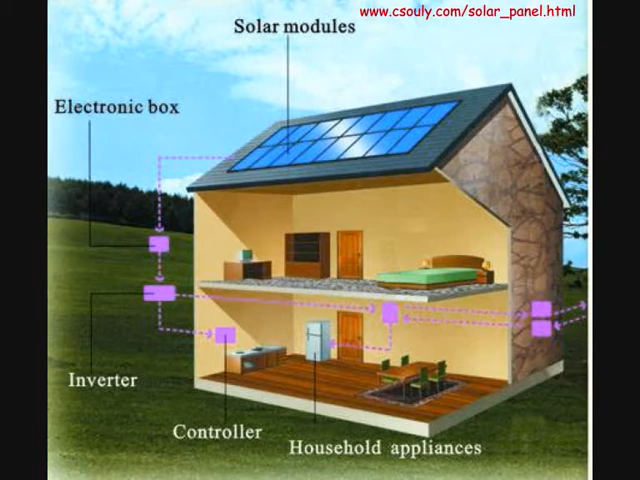 www.csouly.com/solar_panel.html
Solar modules
Electronic box
Inverter
Controller
Household appliances